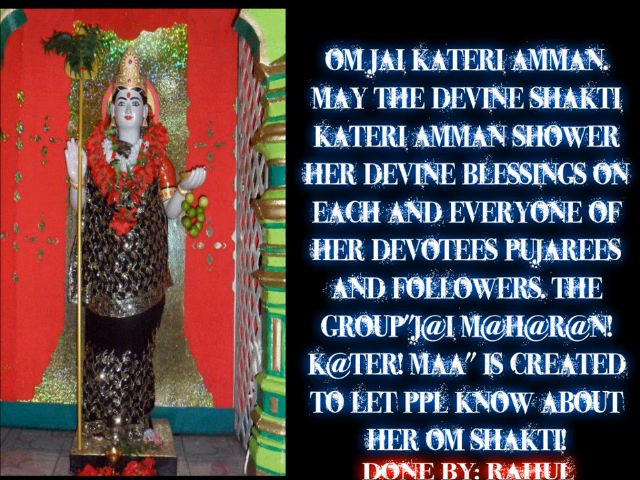 OM JAI KATERI AMMAN.
MAY THE DEVINE SHAKTI
KATERI AMMAN SHOWER
HER DEVINE BLESSINGS ON
EACH AND EVERYONE OF
HER DEVOTEES PUJAREES
AND FOLLOWERS. THE
GROUP"J@I M@H@R@N!
K@TER! MAA" IS CREATED
TO LET PPL KNOW ABOUT
HER OM SHAKTI!
DONE BY: RAHUL